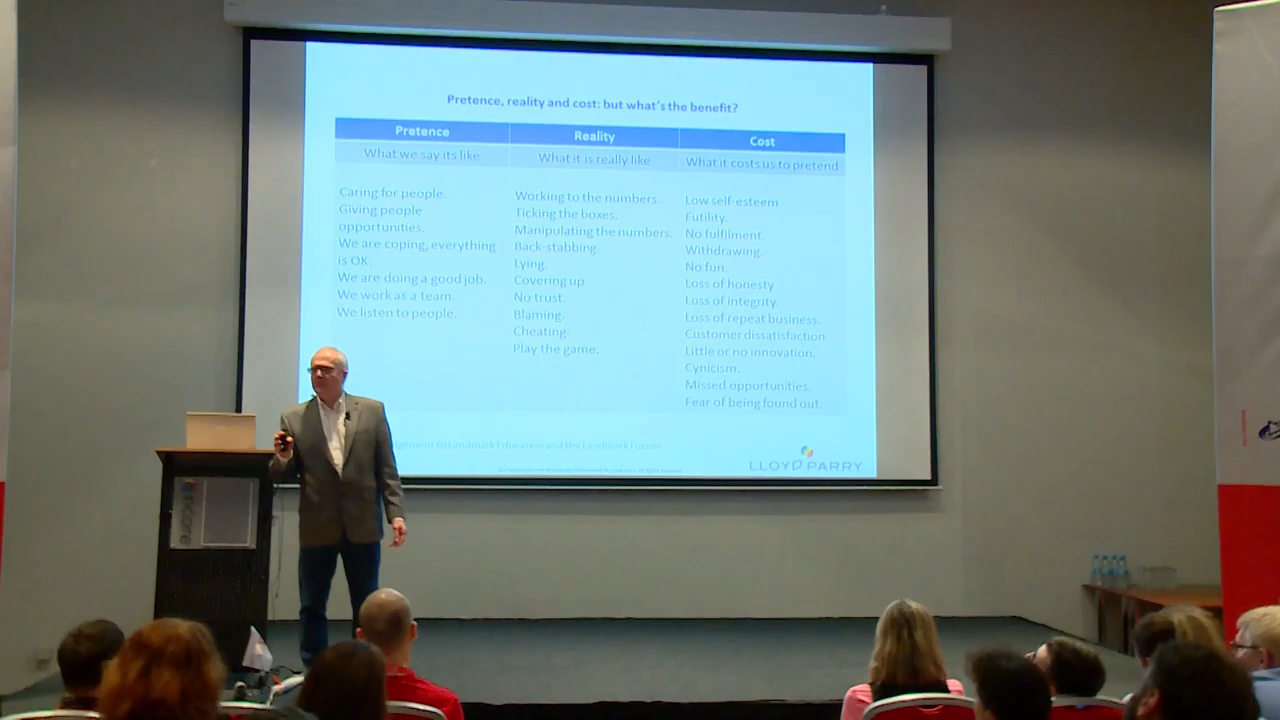 Pretence, reality and cost: but what's the benefit?
Pretence
Reality
Cost
What we say its like
What it is really like
What it costs us to pretend
Caring for people.
Giving people
opportunities.
We are coping, everything
is OK.
We are doing a good job.
We work as a team.
We listen to people.
Working to the numbers.
Ticking the boxes.
Manipulating the numbers.
Back-stabbing.
Lying.
Covering up.
No trust.
Blaming.
Cheating.
Play the game.
Low self-esteem
Futility.
No fulfilment.
Withdrawing.
No fun.
Loss of honesty
Loss of integrity.
Loss of repeat business.
Customer dissatisfaction.
Little or no innovation.
Cynicism.
Missed opportunities.
Fear of being found out.
to Landmark Education and the Landmark Forum
LLOYD PARRY
encore